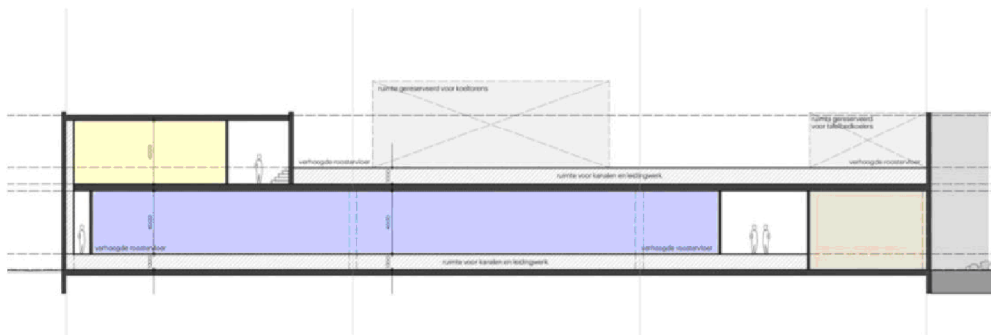 ruimte gereserveerd voor koeltorens
ruimte gereserveerd
voor tafelbedkoelers
verhoogde roostervloer
verhoogde roostervloer
ruimte voor kanalen en leidingwerk
verhoogde roostervloer
verhoogde roostervloer
ruimte voor kanalen en leidingwerk